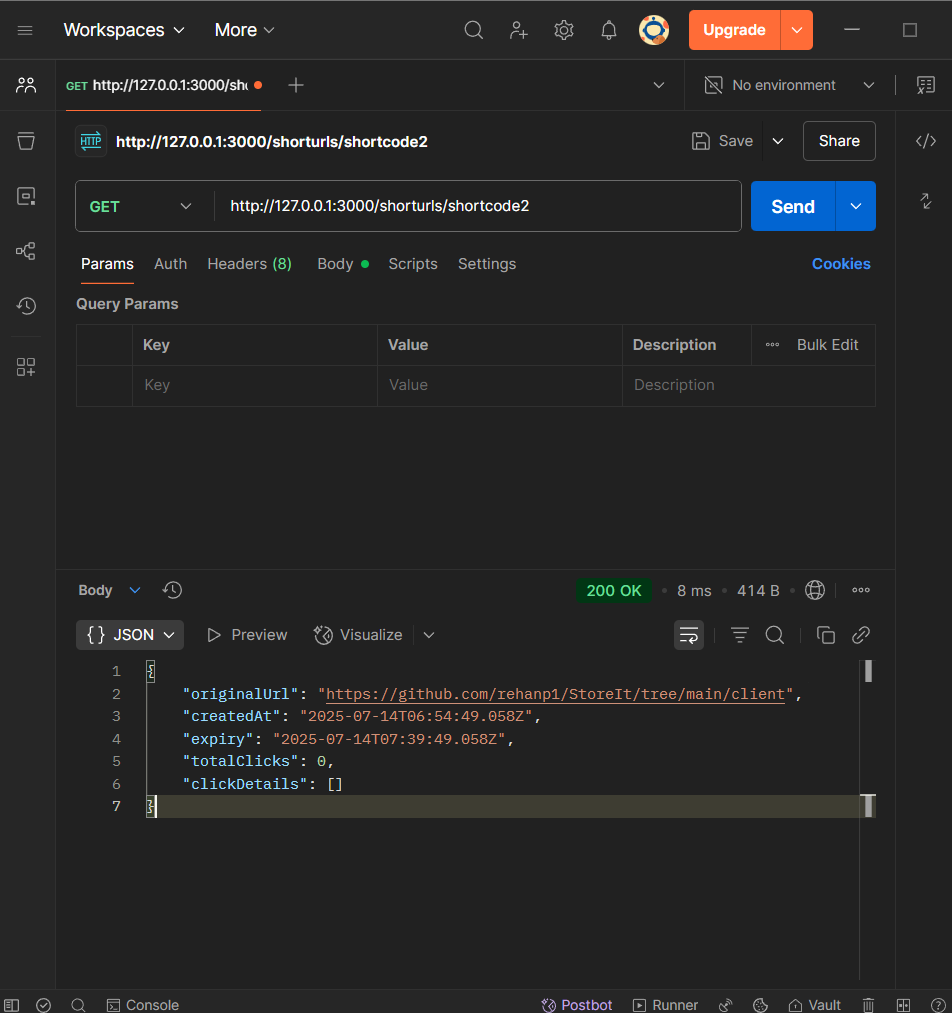 Workspaces More Upgrade
GET http://127.0.0.1:3000/sho No environment
HTTP http://127.0.0.1:3000/shorturls/shortcode2 Save Share
GET http://127.0.0.1:3000/shorturls/shortcode2 Send
Params Auth Headers (8) Body Scripts Settings Cookies
Query Params
Key Value Description Bulk Edit
Key Value Description
Body 200 OK 8 ms 414 B
{} JSON Preview Visualize
1 {
2 "originalUrl": "https://github.com/rehanp1/StoreIt/tree/main/client",
3 "createdAt": "2025-07-14T06:54:49.058Z",
4 "expiry": "2025-07-14T07:39:49.058Z",
5 "totalClicks": 0,
6 "clickDetails": []
7 }
Console Postbot Runner Vault